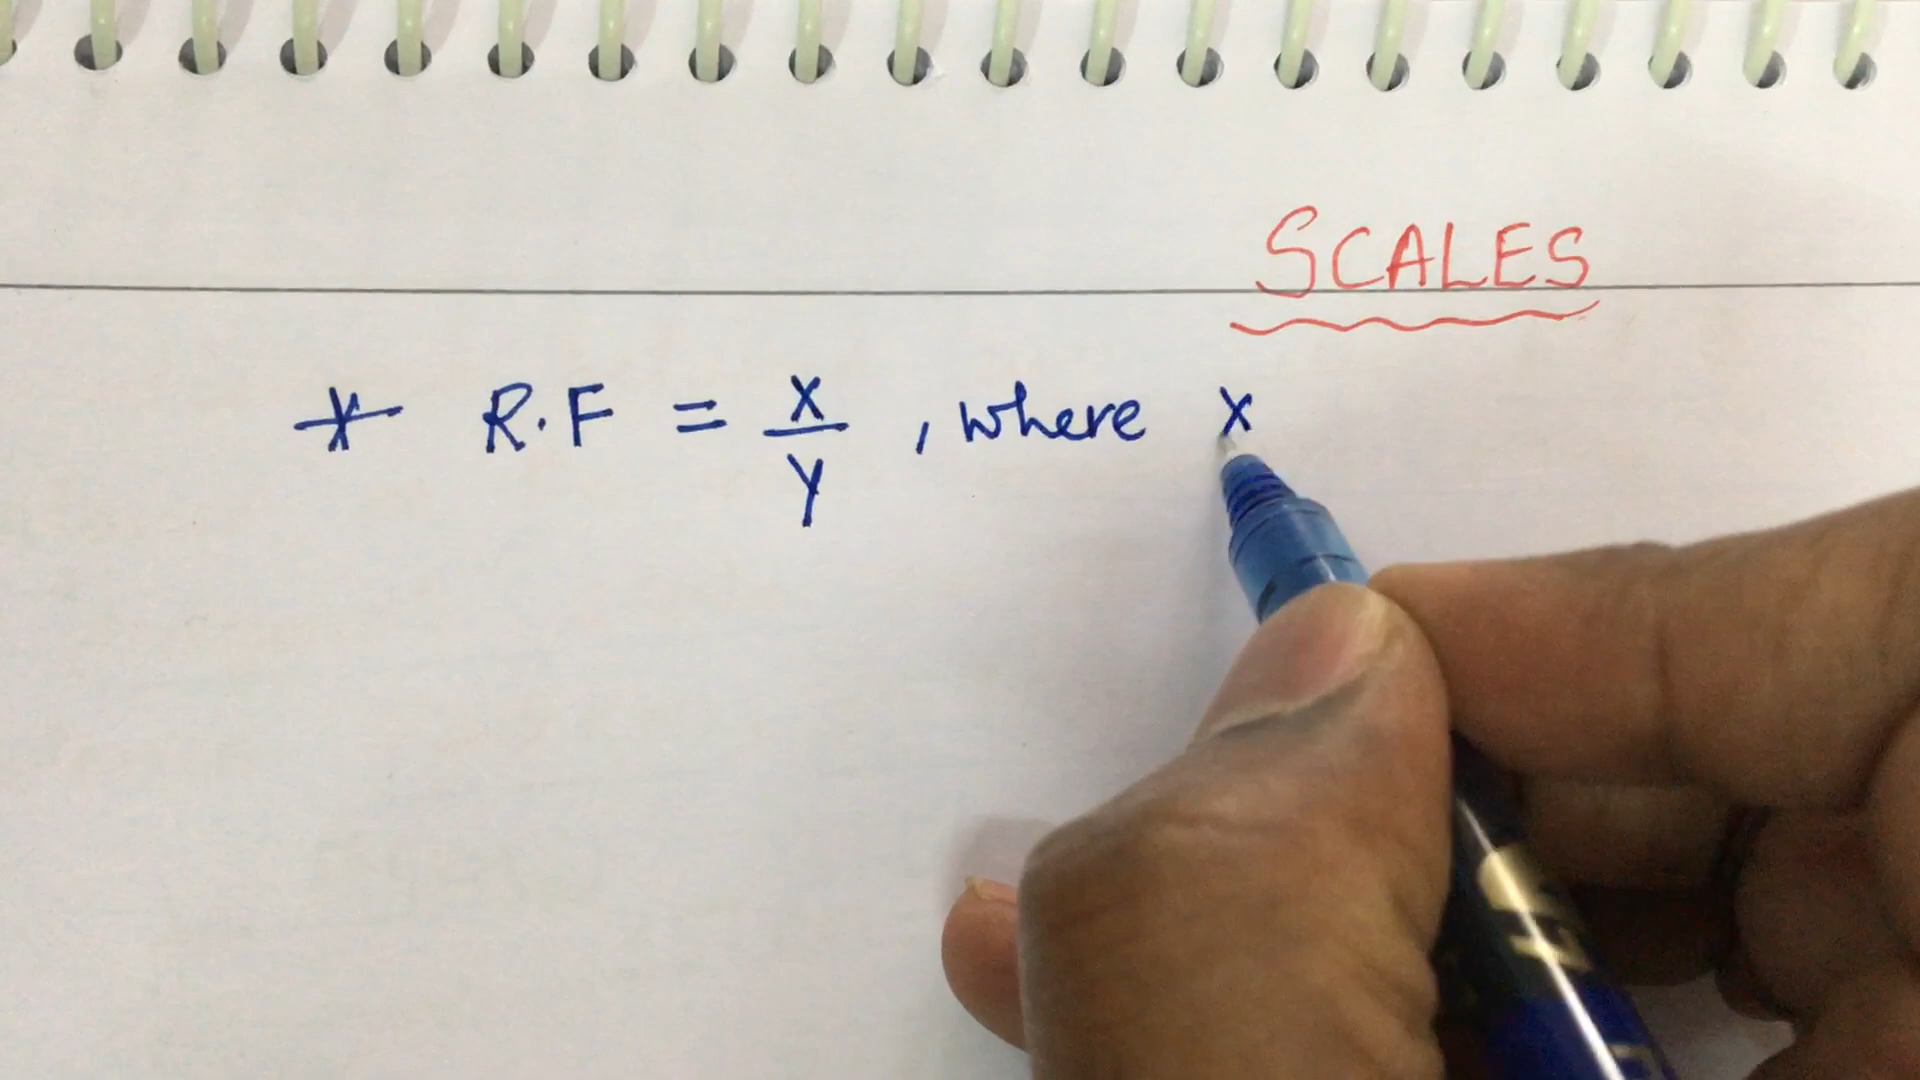 SCALES
* R.F = x/y , where x